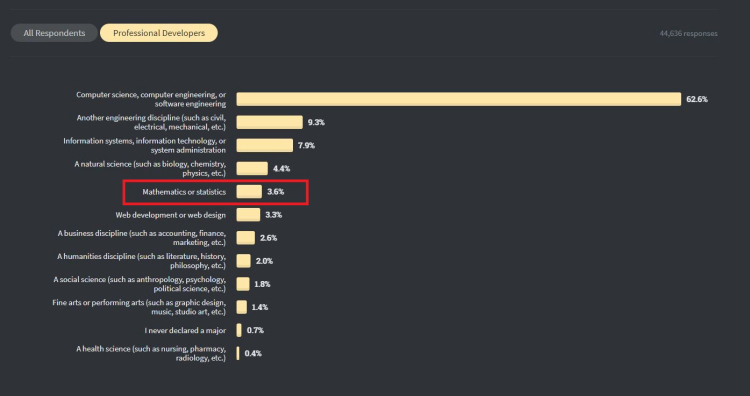 All Respondents
Professional Developers
44,636 responses
Computer science, computer engineering, or
software engineering
62.6%
Another engineering discipline (such as civil,
electrical, mechanical, etc.)
9.3%
Information systems, information technology, or
system administration
7.9%
A natural science (such as biology, chemistry,
physics, etc.)
4.4%
Mathematics or statistics
3.6%
Web development or web design
3.3%
A business discipline (such as accounting, finance,
marketing, etc.)
2.6%
A humanities discipline (such as literature, history,
philosophy, etc.)
2.0%
A social science (such as anthropology, psychology,
political science, etc.)
1.8%
Fine arts or performing arts (such as graphic design,
music, studio art, etc.)
1.4%
I never declared a major
0.7%
A health science (such as nursing, pharmacy,
radiology, etc.)
0.4%